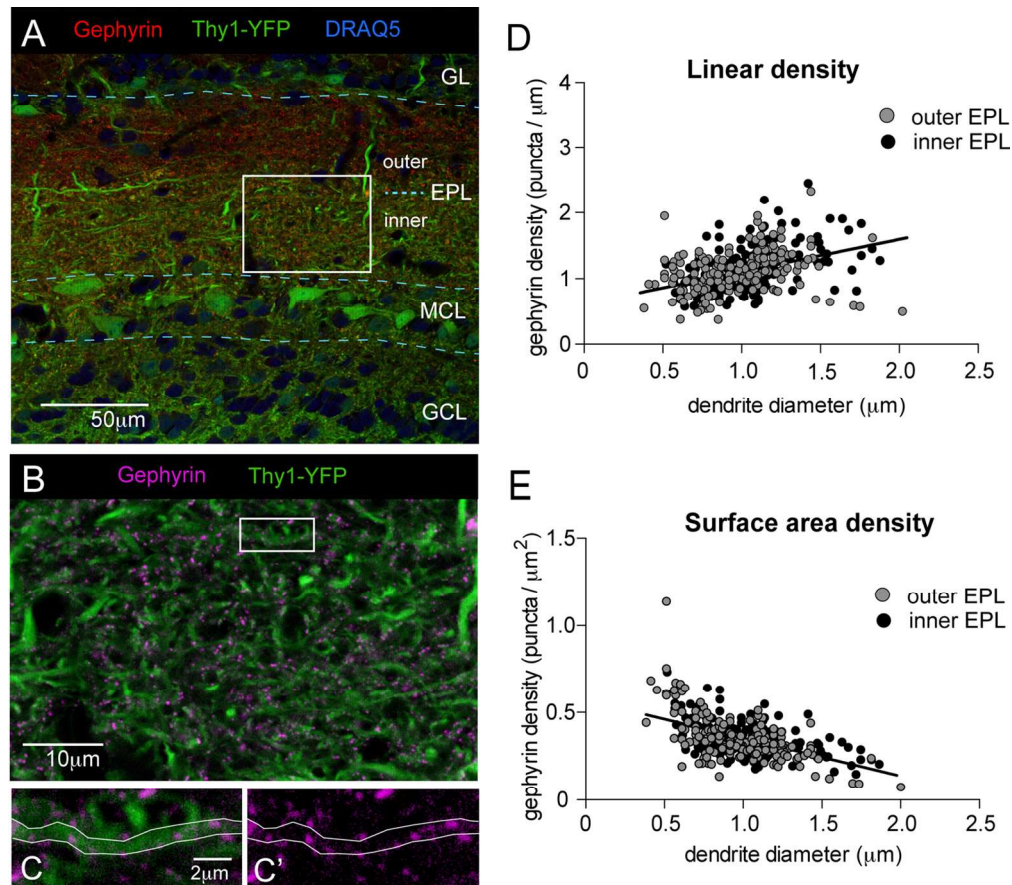 A
Gephyrin Thy1-YFP DRAQ5
GL
outer
EPL
inner
MCL
GCL
50μm
B
Gephyrin Thy1-YFP
10μm
C
2μm
C'
D
Linear density
outer EPL
inner EPL
gephyrin density (puncta / μm)
4
3
2
1
0
0 0.5 1.0 1.5 2.0 2.5
dendrite diameter (μm)
E
Surface area density
outer EPL
inner EPL
gephyrin density (puncta / μm²)
1.5
1.0
0.5
0
0 0.5 1.0 1.5 2.0 2.5
dendrite diameter (μm)